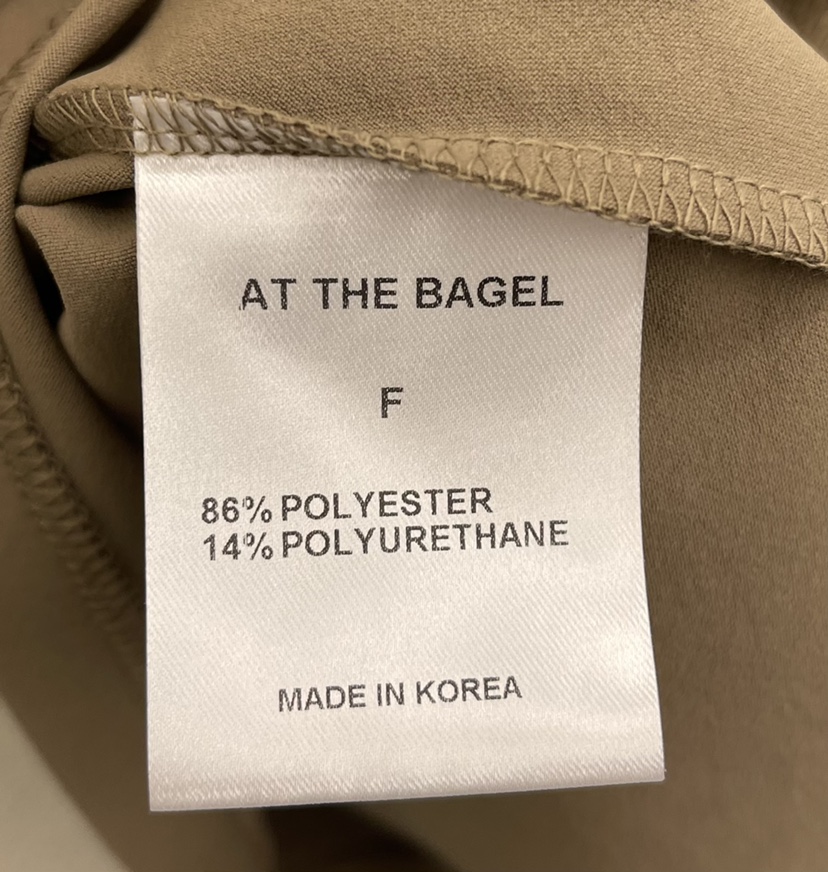 AT THE BAGEL
F
86% POLYESTER
14% POLYURETHANE
MADE IN KOREA